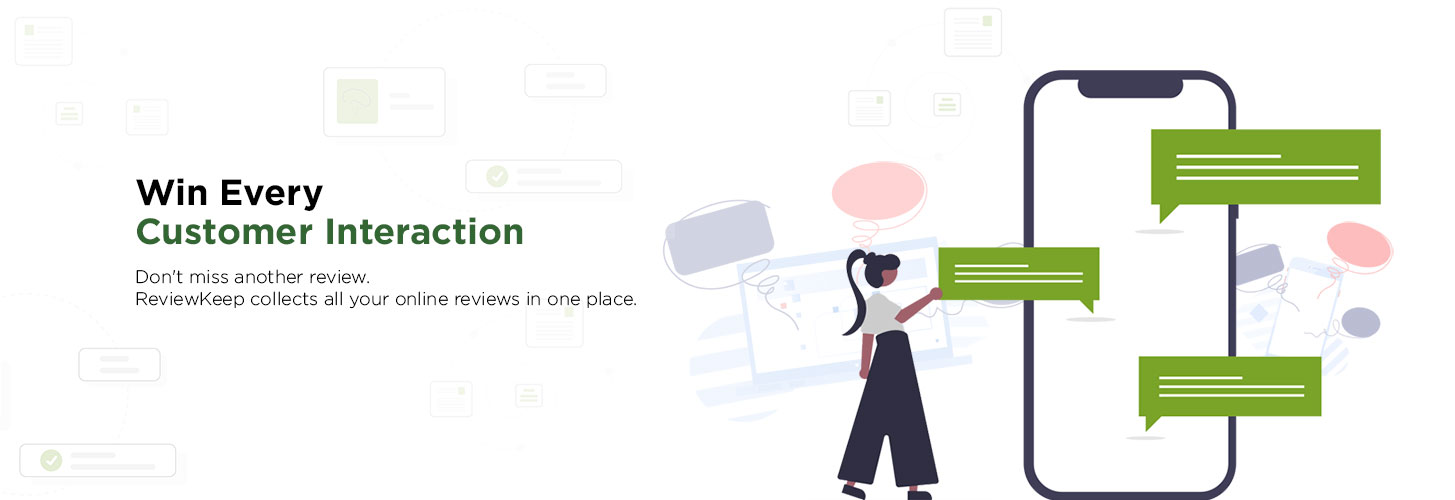 Win Every
Customer Interaction
Don't miss another review.
ReviewKeep collects all your online reviews in one place.